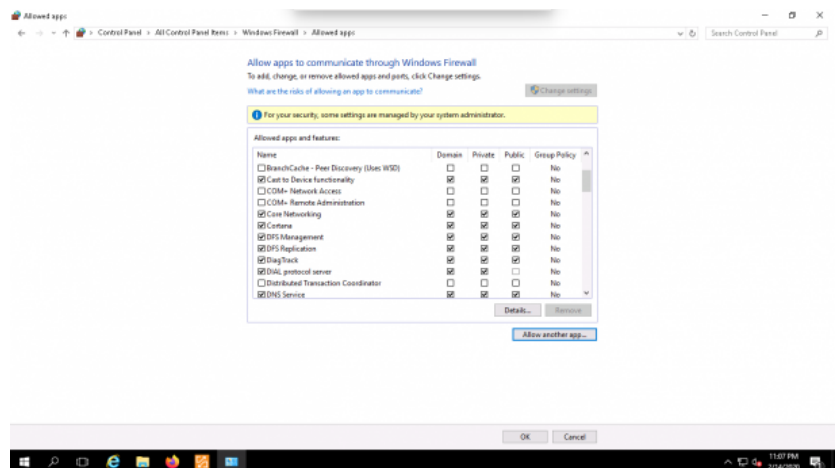 Allowed apps
Control Panel > All Control Panel Items > Windows Firewall > Allowed apps
Search Control Panel
Allow apps to communicate through Windows Firewall
To add, change, or remove allowed apps and ports, click Change settings.
What are the risks of allowing an app to communicate?
Change settings
For your security, some settings are managed by your system administrator.
Allowed apps and features:
Name Domain Private Public Group Policy
BranchCache - Peer Discovery (Uses WSD) No
Cast to Device functionality No
COM+ Network Access No
COM+ Remote Administration No
Core Networking No
Cortana No
DFS Management No
DFS Replication No
DiagTrack No
DIAL protocol server No
Distributed Transaction Coordinator No
DNS Service No
Details... Remove
Allow another app...
OK Cancel
11:07 PM